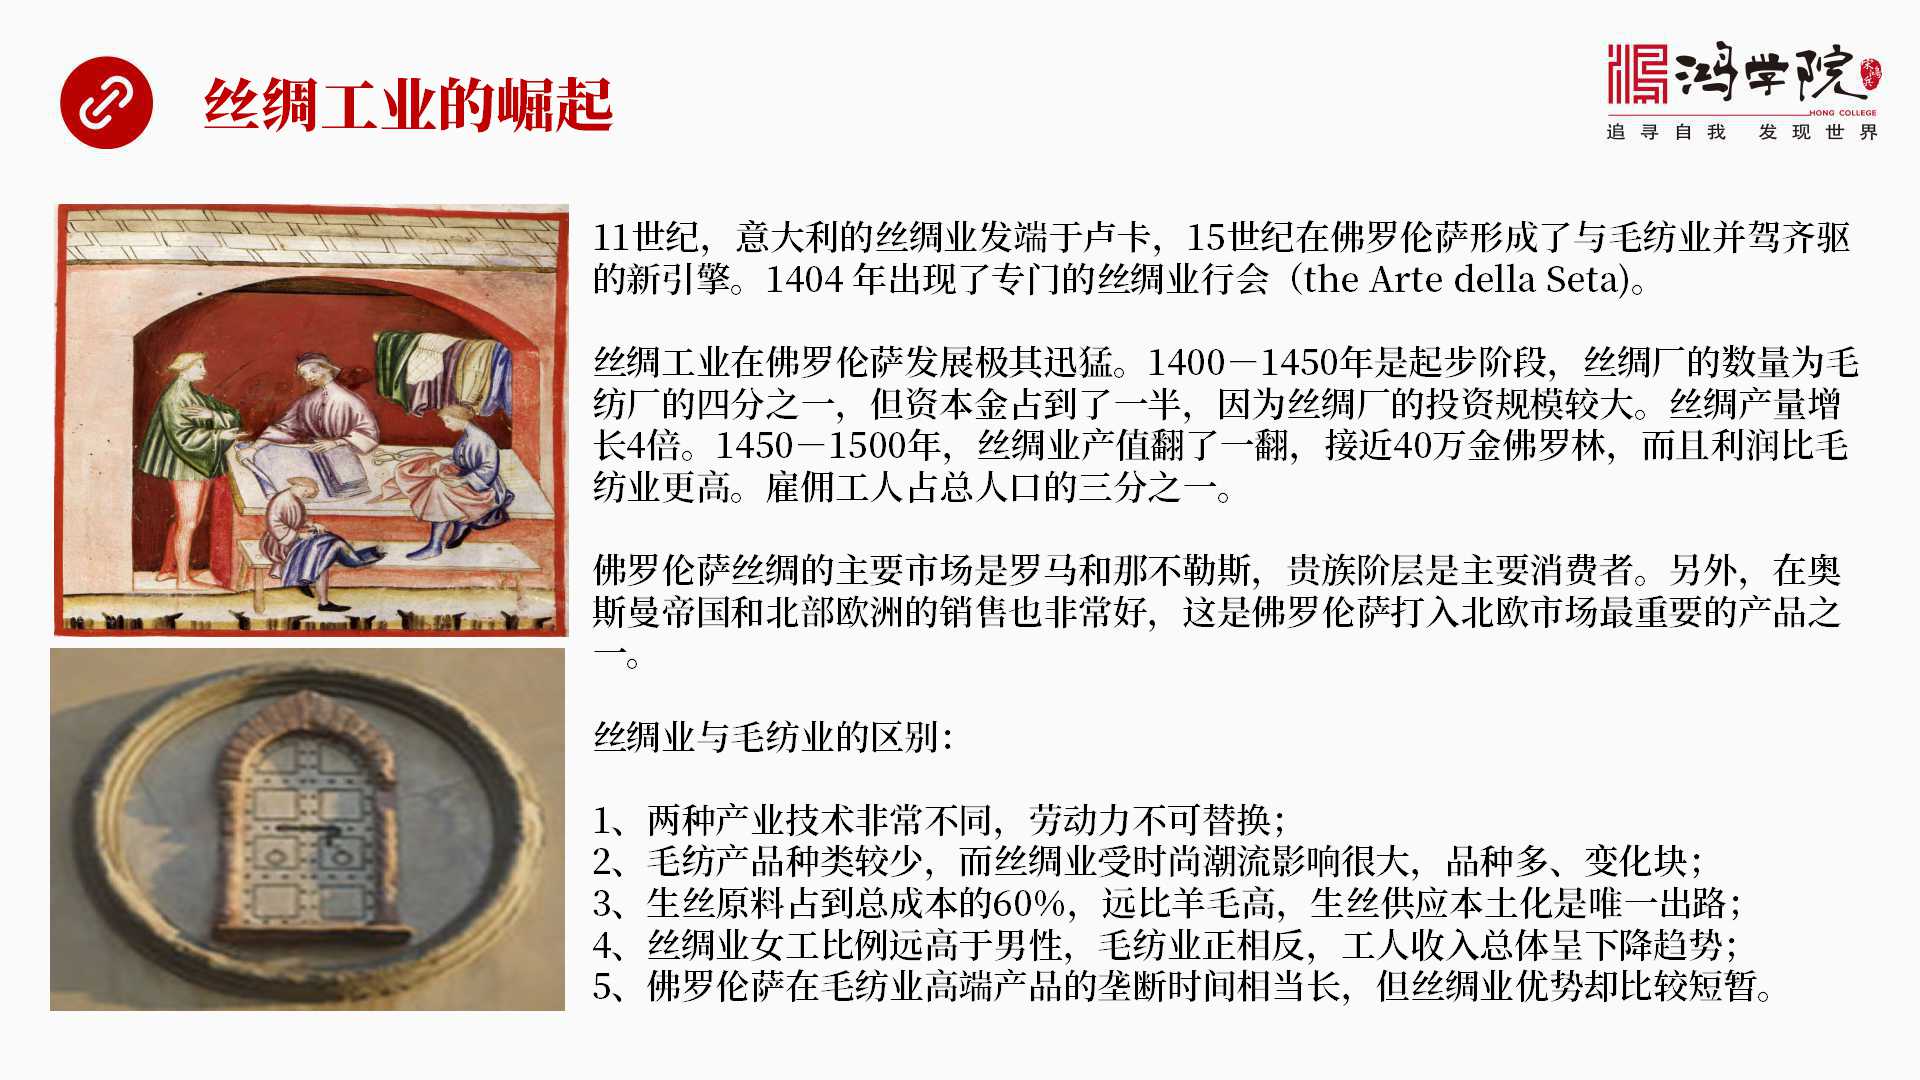 丝绸工业的崛起
鸿学院
宋鸿兵
HONG COLLEGE
追寻自我 发现世界
11世纪，意大利的丝绸业发端于卢卡，15世纪在佛罗伦萨形成了与毛纺业并驾齐驱
的新引擎。1404 年出现了专门的丝绸业行会（the Arte della Seta)。
丝绸工业在佛罗伦萨发展极其迅猛。1400－1450年是起步阶段，丝绸厂的数量为毛
纺厂的四分之一，但资本金占到了一半，因为丝绸厂的投资规模较大。丝绸产量增
长4倍。1450－1500年，丝绸业产值翻了一翻，接近40万金佛罗林，而且利润比毛
纺业更高。雇佣工人占总人口的三分之一。
佛罗伦萨丝绸的主要市场是罗马和那不勒斯，贵族阶层是主要消费者。另外，在奥
斯曼帝国和北部欧洲的销售也非常好，这是佛罗伦萨打入北欧市场最重要的产品之
一。
丝绸业与毛纺业的区别：
1、两种产业技术非常不同，劳动力不可替换；
2、毛纺产品种类较少，而丝绸业受时尚潮流影响很大，品种多、变化块；
3、生丝原料占到总成本的60%，远比羊毛高，生丝供应本土化是唯一出路；
4、丝绸业女工比例远高于男性，毛纺业正相反，工人收入总体呈下降趋势；
5、佛罗伦萨在毛纺业高端产品的垄断时间相当长，但丝绸业优势却比较短暂。